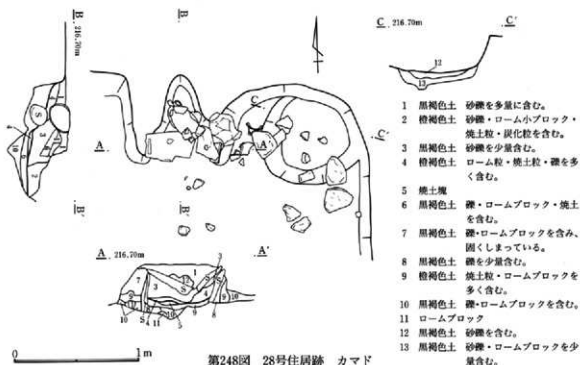 B
216.70m
B
C 216.70m C'
12
13
C
A
A'
C'
B'
B'
A 216.70m A'
0 1m
第248図 28号住居跡 カマド
1 黒褐色土 砂礫を多量に含む。
2 橙褐色土 砂礫・ローム小ブロック・
焼土粒・炭化粒を含む。
3 黒褐色土 砂礫を少量含む。
4 橙褐色土 ローム粒・焼土粒・礫を多
く含む。
5 焼土塊
6 黒褐色土 礫・ロームブロック・焼土
を含む。
7 黒褐色土 礫・ロームブロックを含み、
固くしまっている。
8 黒褐色土 礫を少量含む。
9 橙褐色土 焼土粒・ロームブロックを
多く含む。
10 黒褐色土 礫・ロームブロックを含む。
11 ロームブロック
12 黒褐色土 砂礫を含む。
13 黒褐色土 砂礫・ロームブロックを少
量含む。